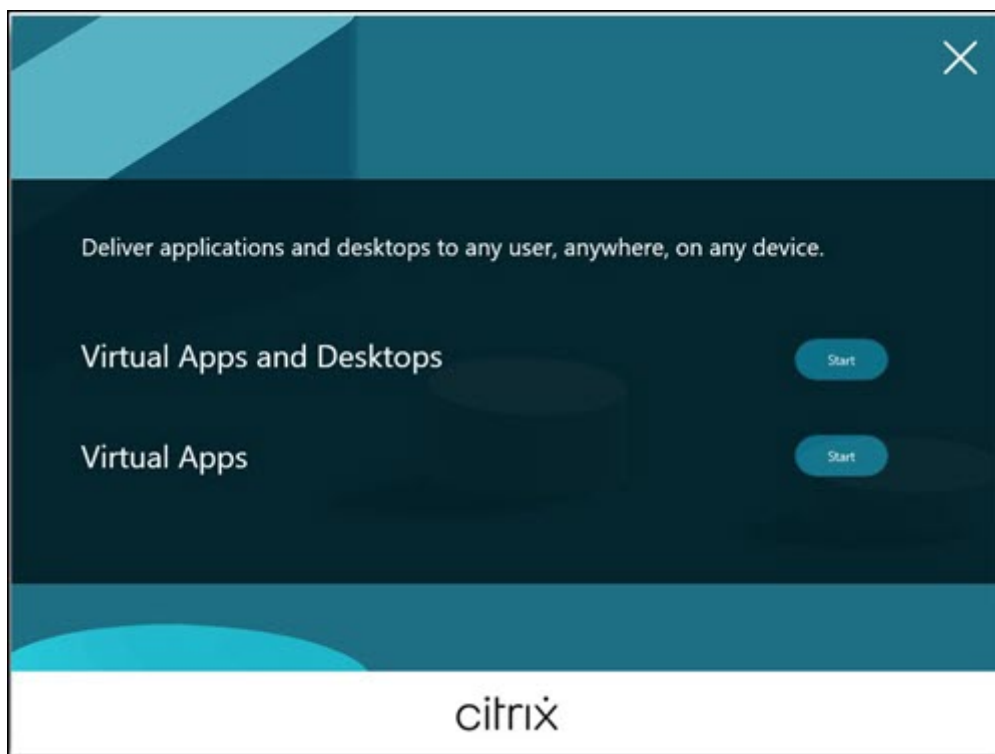 Deliver applications and desktops to any user, anywhere, on any device.
Virtual Apps and Desktops
Start
Virtual Apps
Start
citrix